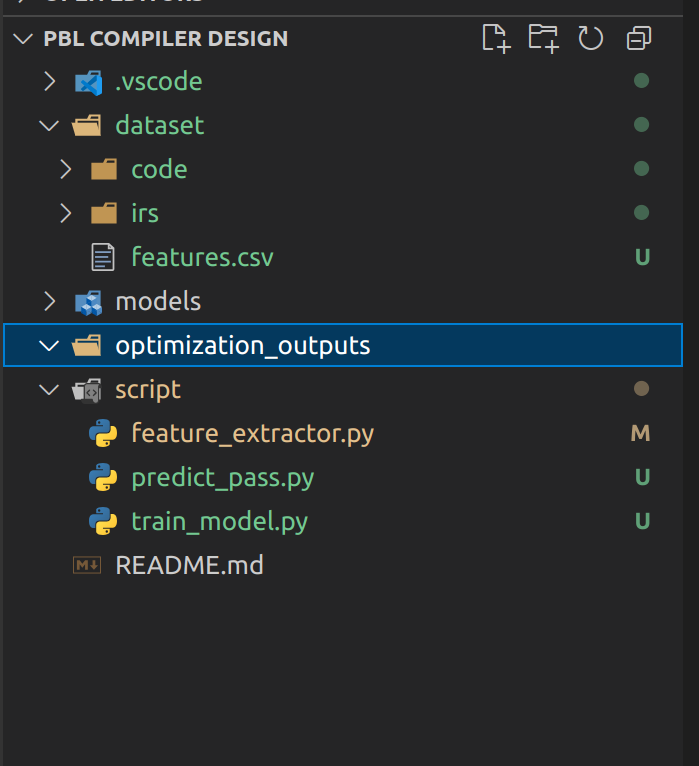 PBL COMPILER DESIGN
.vscode
dataset
code
irs
features.csv U
models
optimization_outputs
script
feature_extractor.py M
predict_pass.py U
train_model.py U
README.md